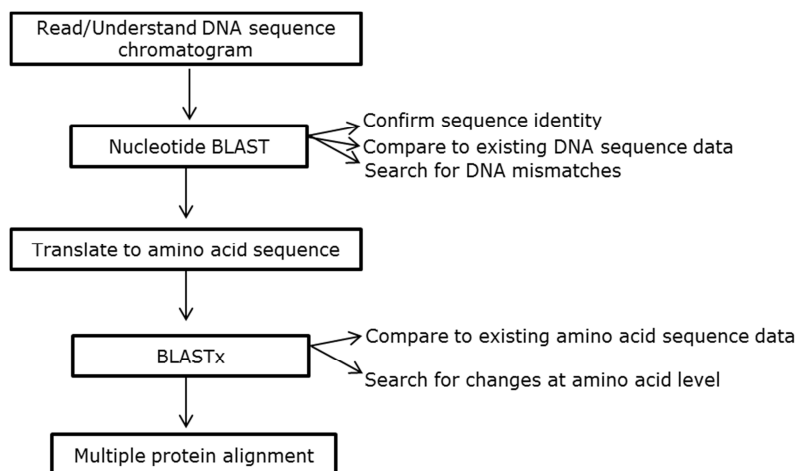 Read/Understand DNA sequence
chromatogram
Nucleotide BLAST
Confirm sequence identity
Compare to existing DNA sequence data
Search for DNA mismatches
Translate to amino acid sequence
BLASTx
Compare to existing amino acid sequence data
Search for changes at amino acid level
Multiple protein alignment